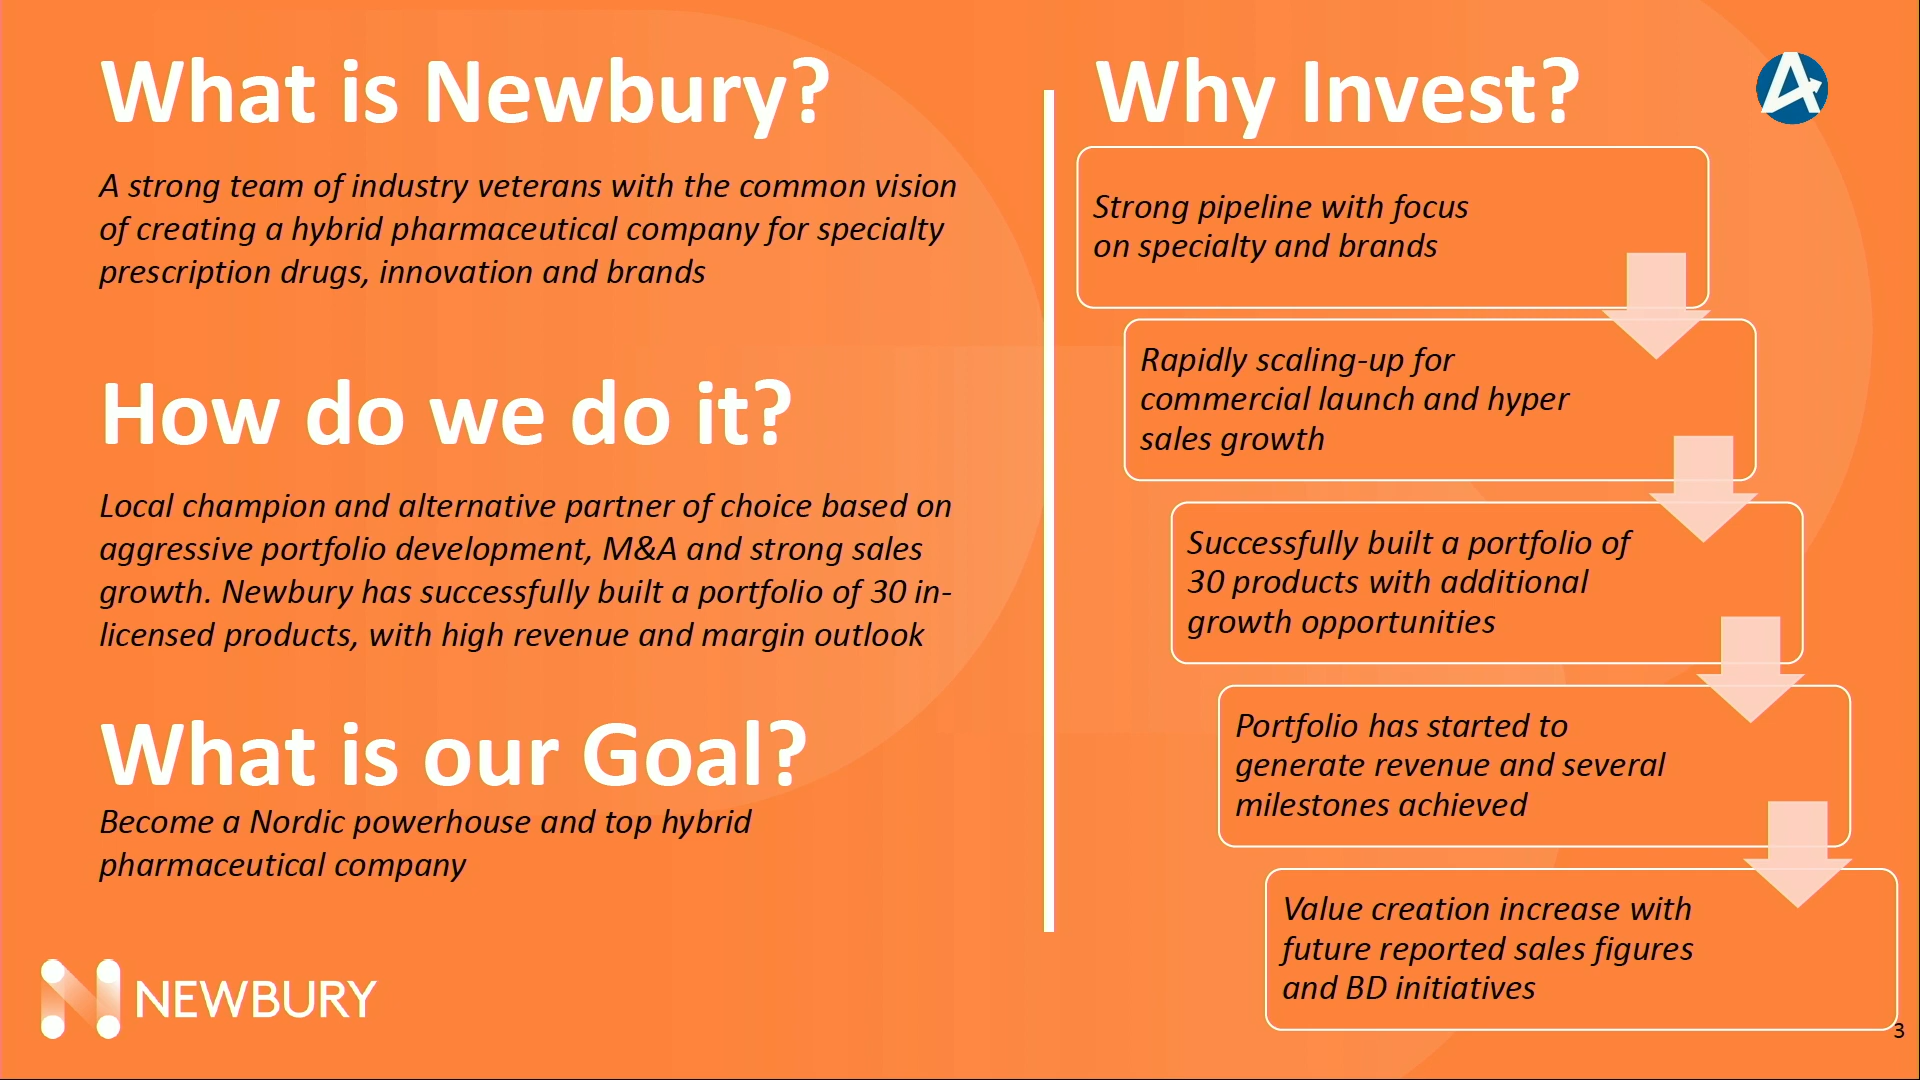 What is Newbury?
A strong team of industry veterans with the common vision
of creating a hybrid pharmaceutical company for specialty
prescription drugs, innovation and brands
How do we do it?
Local champion and alternative partner of choice based on
aggressive portfolio development, M&A and strong sales
growth. Newbury has successfully built a portfolio of 30 in-
licensed products, with high revenue and margin outlook
What is our Goal?
Become a Nordic powerhouse and top hybrid
pharmaceutical company
NEWBURY
Why Invest?
Strong pipeline with focus
on specialty and brands
Rapidly scaling-up for
commercial launch and hyper
sales growth
Successfully built a portfolio of
30 products with additional
growth opportunities
Portfolio has started to
generate revenue and several
milestones achieved
Value creation increase with
future reported sales figures
and BD initiatives
3